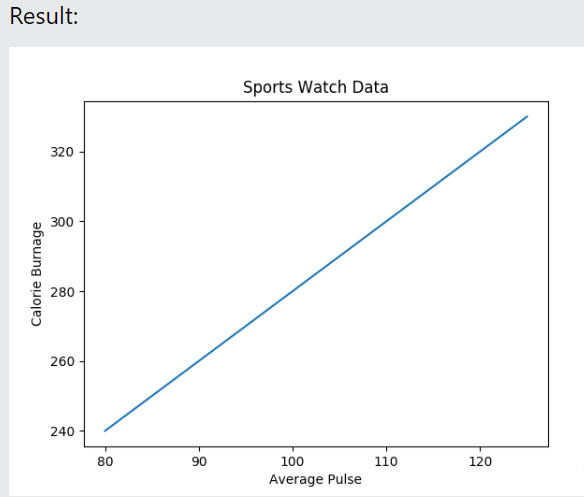 Result:
Sports Watch Data
320
300
280
260
240
Calorie Burnage
80 90 100 110 120
Average Pulse